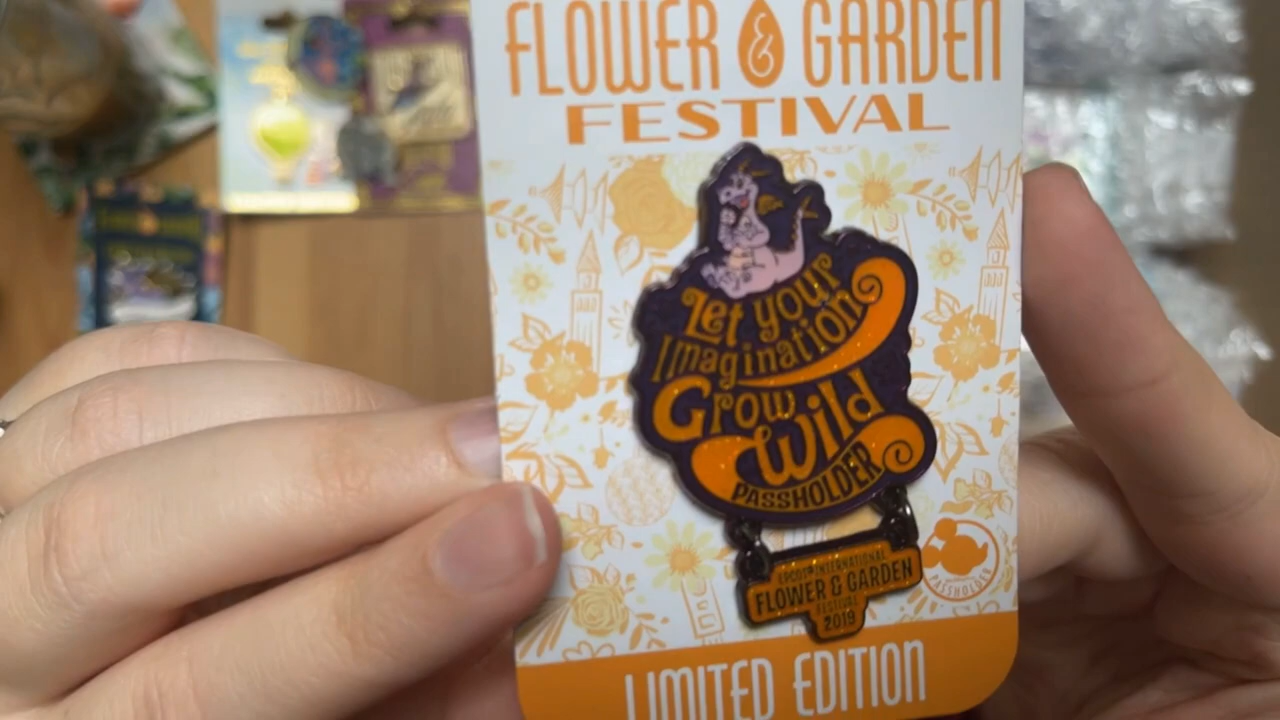 FLOWER & GARDEN
FESTIVAL
Let your
Imagination
Grow
Wild
PASSHOLDER
EPCOT INTERNATIONAL
FLOWER & GARDEN
FESTIVAL
2019
PASSHOLDER
LIMITED EDITION